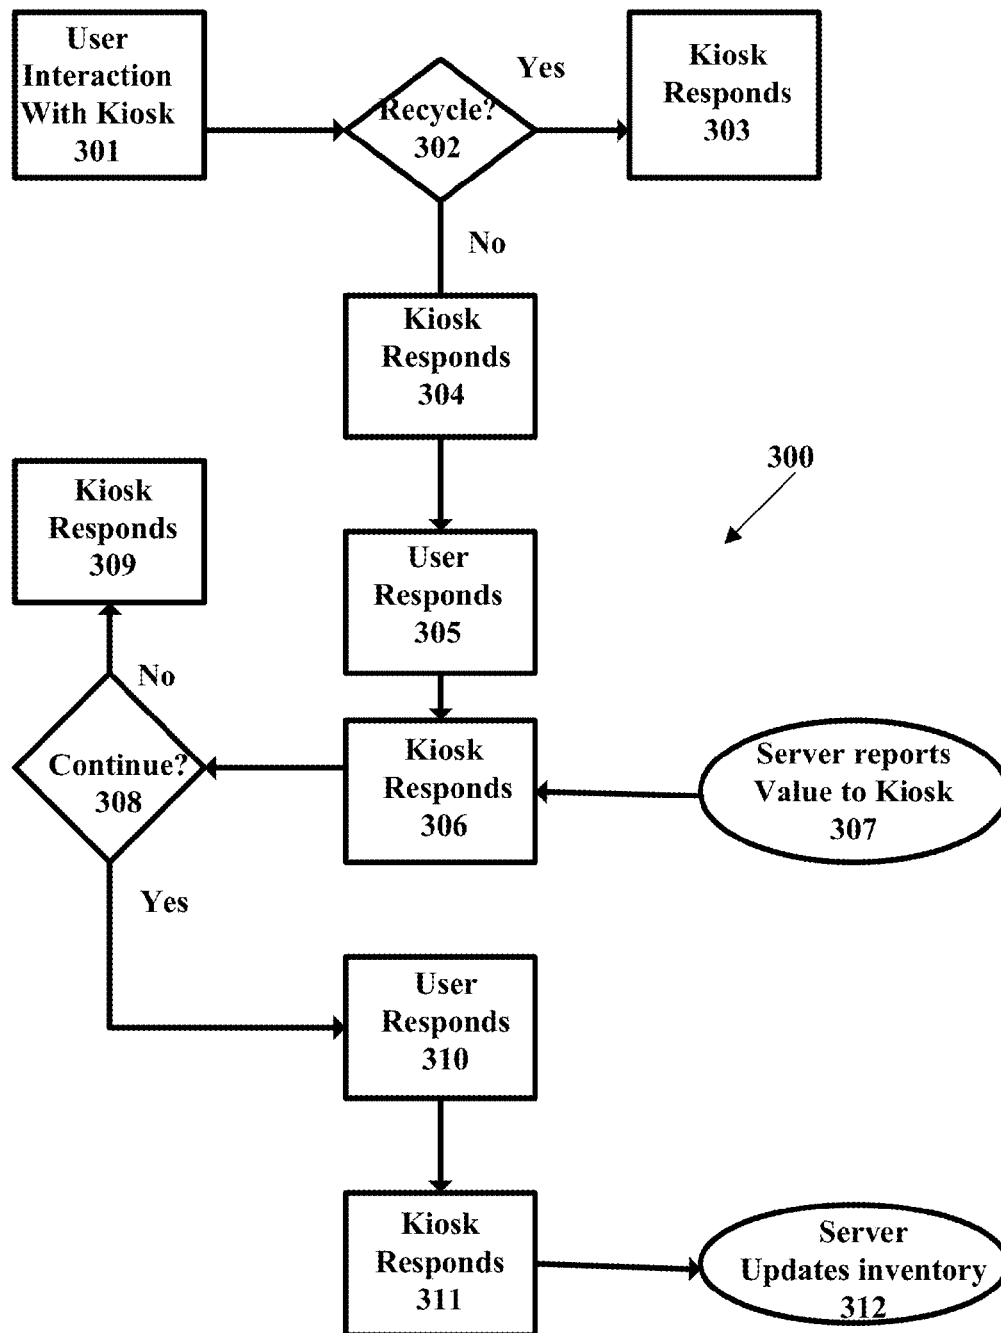 User
Interaction
With Kiosk
301
Recycle?
302
Yes
Kiosk
Responds
303
No
Kiosk
Responds
304
300
Kiosk
Responds
309
User
Responds
305
No
Continue?
308
Kiosk
Responds
306
Server reports
Value to Kiosk
307
Yes
User
Responds
310
Kiosk
Responds
311
Server
Updates inventory
312